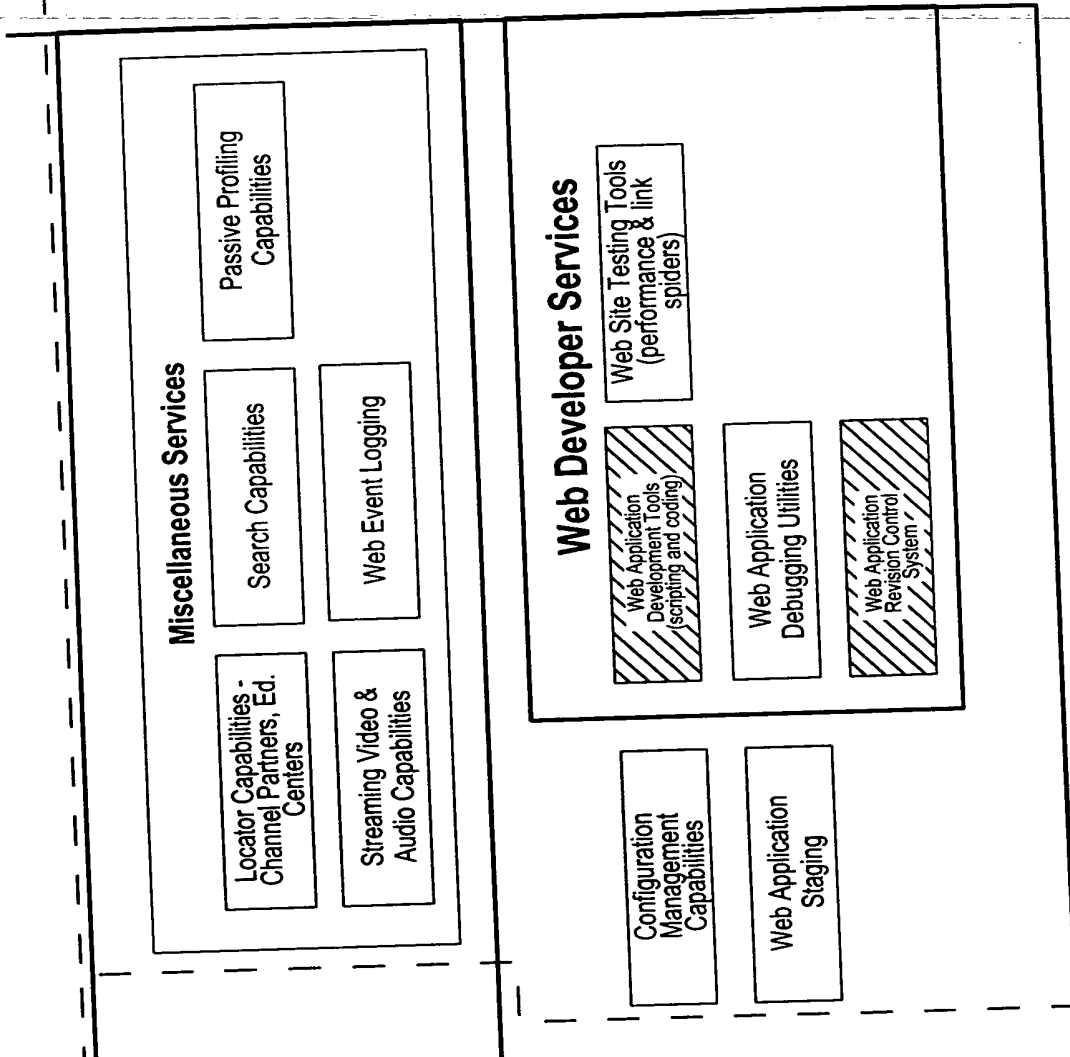 Miscellaneous Services
Locator Capabilities -
Channel Partners, Ed.
Centers
Search Capabilities
Passive Profiling
Capabilities
Streaming Video &
Audio Capabilities
Web Event Logging
Web Developer Services
Configuration
Management
Capabilities
Web Application
Development Tools
(scripting and coding)
Web Site Testing Tools
(performance & link
spiders)
Web Application
Staging
Web Application
Debugging Utilities
Web Application
Revision Control
System